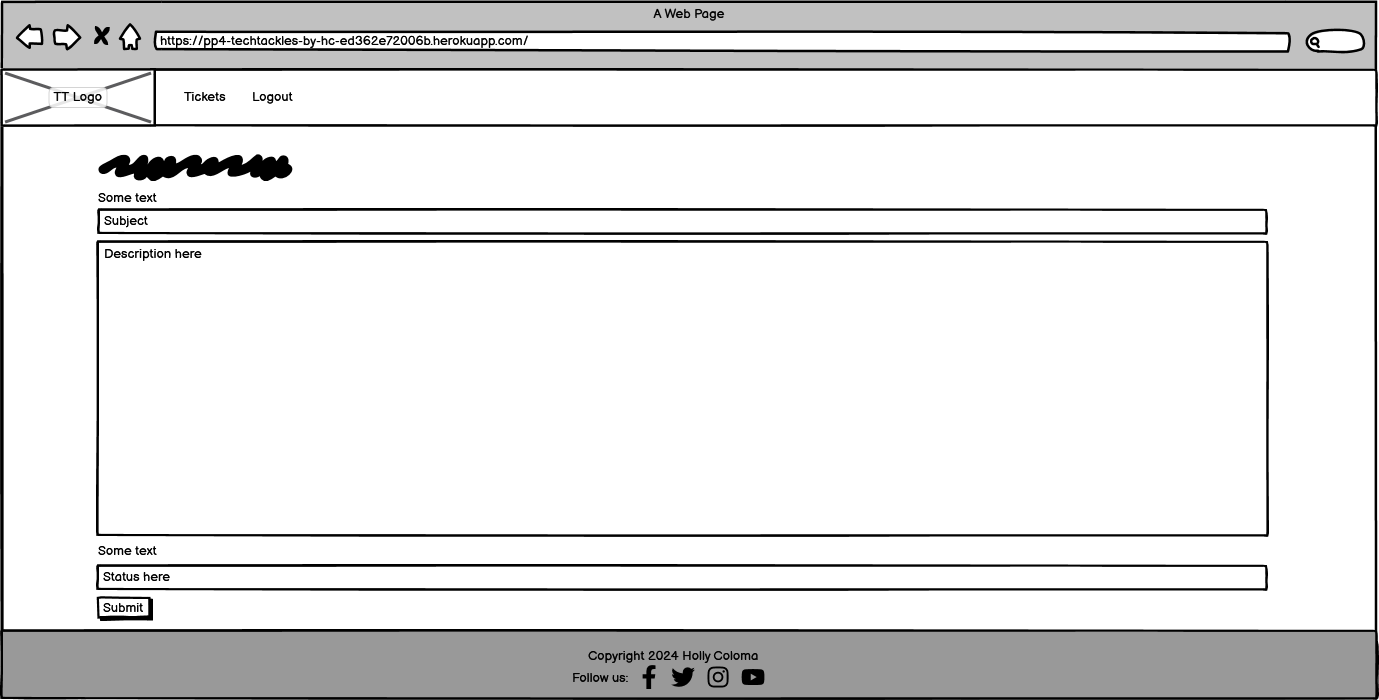 A Web Page
https://pp4-techtackles-by-hc-ed362e72006b.herokuapp.com/
TT Logo Tickets Logout
Some text
Subject
Description here
Some text
Status here
Submit
Copyright 2024 Holly Coloma
Follow us: